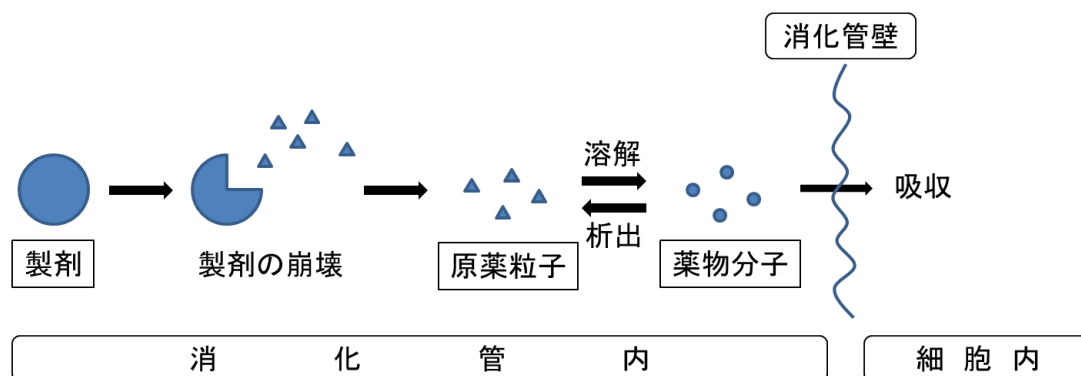 消化管壁
溶解
吸収
析出
製剤
製剤の崩壊
原薬粒子
薬物分子
消化管内
細胞内